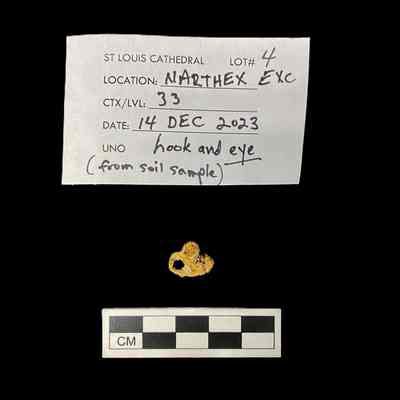 ST LOUIS CATHEDRAL LOT# 4
LOCATION: NARTHEX EXC
CTX/LVL: 33
DATE: 14 DEC 2023
UNO hook and eye
(from soil sample)
CM